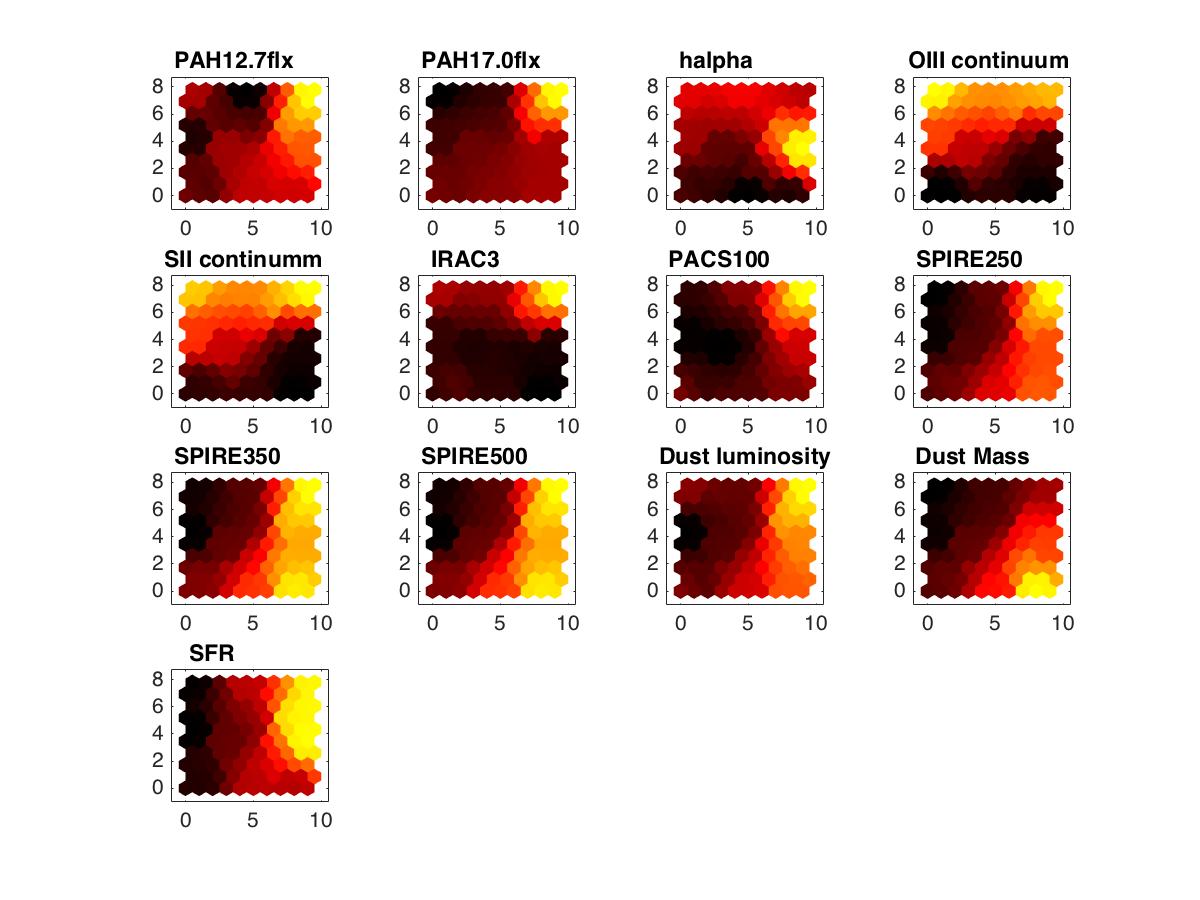 PAH12.7flx PAH17.0flx halpha OIII continuum
8 8 8 8
6 6 6 6
4 4 4 4
2 2 2 2
0 0 0 0
0 5 10 0 5 10 0 5 10 0 5 10
SII continumm IRAC3 PACS100 SPIRE250
8 8 8 8
6 6 6 6
4 4 4 4
2 2 2 2
0 0 0 0
0 5 10 0 5 10 0 5 10 0 5 10
SPIRE350 SPIRE500 Dust luminosity Dust Mass
8 8 8 8
6 6 6 6
4 4 4 4
2 2 2 2
0 0 0 0
0 5 10 0 5 10 0 5 10 0 5 10
SFR
8
6
4
2
0
0 5 10